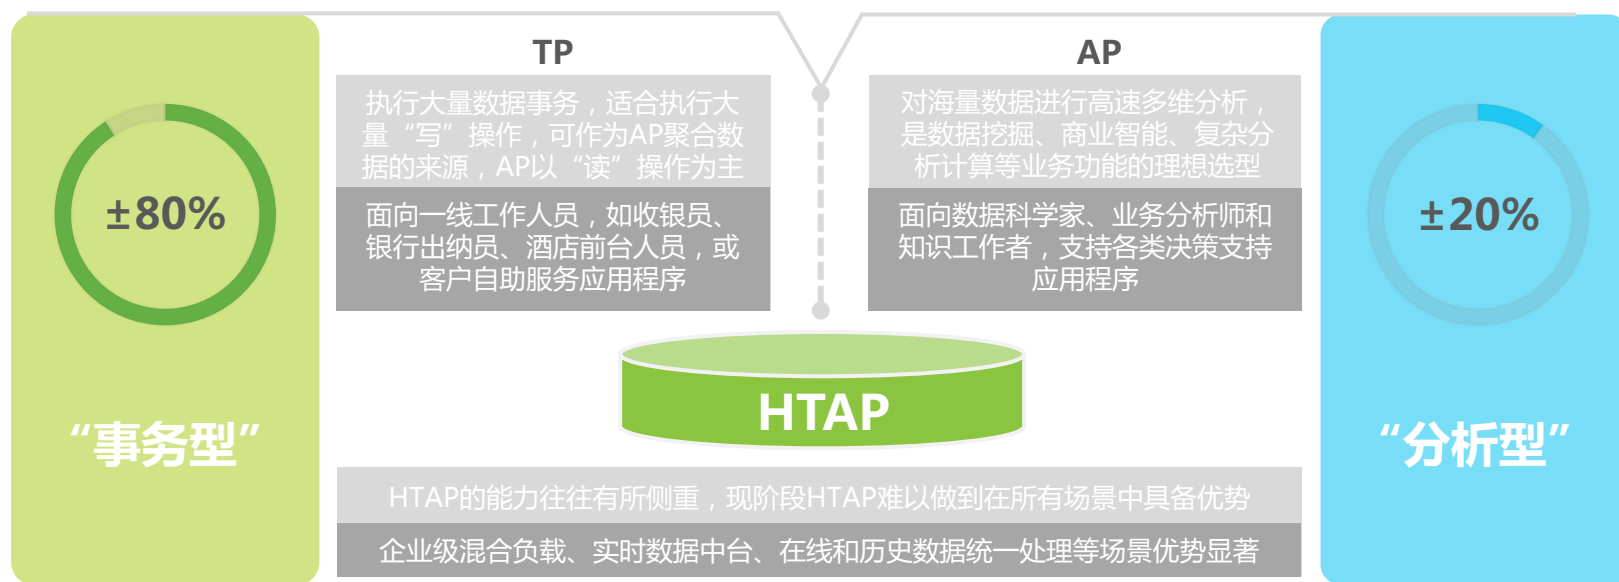 ±80%
“事务型”
TP
执行大量数据事务，适合执行大
量“写”操作，可作为AP聚合数
据的来源，AP以“读”操作为主
面向一线工作人员，如收银员、
银行出纳员、酒店前台人员，或
客户自助服务应用程序
AP
对海量数据进行高速多维分析，
是数据挖掘、商业智能、复杂分
析计算等业务功能的理想选型
面向数据科学家、业务分析师和
知识工作者，支持各类决策支持
应用程序
±20%
“分析型”
HTAP
HTAP的能力往往有所侧重，现阶段HTAP难以做到在所有场景中具备优势
企业级混合负载、实时数据中台、在线和历史数据统一处理等场景优势显著